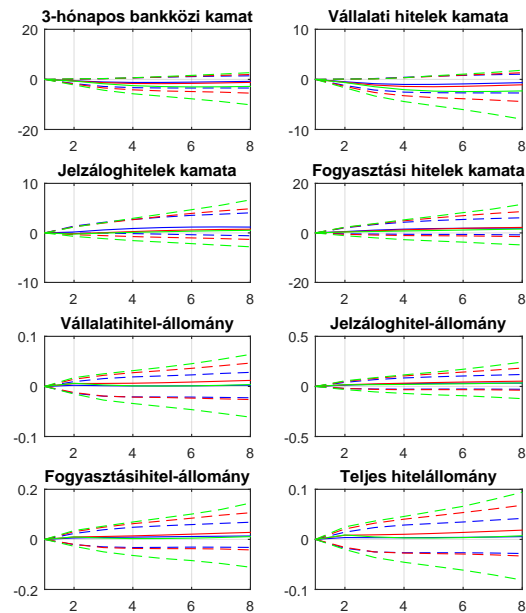 3-hónapos bankközi kamat
20
0
-20
2 4 6 8
Vállalati hitelek kamata
10
0
-10
2 4 6 8
Jelzáloghitelek kamata
10
0
-10
2 4 6 8
Fogyasztási hitelek kamata
20
0
-20
2 4 6 8
Vállalatihitel-állomány
0.1
0
-0.1
2 4 6 8
Jelzáloghitel-állomány
0.5
0
-0.5
2 4 6 8
Fogyasztásihitel-állomány
0.2
0
-0.2
2 4 6 8
Teljes hitelállomány
0.1
0
-0.1
2 4 6 8